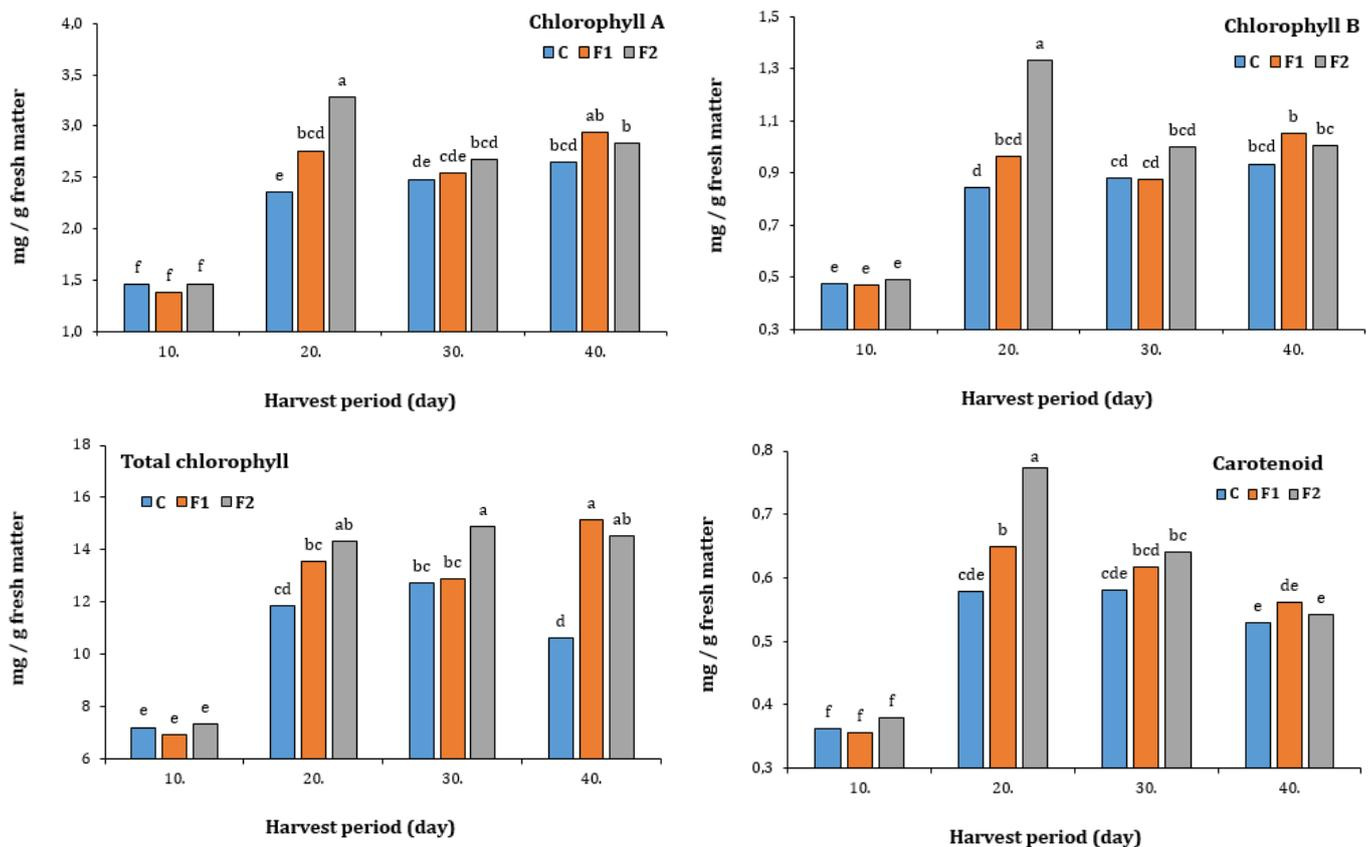 Chlorophyll A
C F1 F2
mg / g fresh matter
4,0
3,5
3,0
2,5
2,0
1,5
1,0
f f f
e bcd a
de cde bcd
bcd ab b
10. 20. 30. 40.
Harvest period (day)
Chlorophyll B
C F1 F2
mg / g fresh matter
1,5
1,3
1,1
0,9
0,7
0,5
0,3
e e e
d bcd a
cd cd bcd
bcd b bc
10. 20. 30. 40.
Harvest period (day)
Total chlorophyll
C F1 F2
mg / g fresh matter
18
16
14
12
10
8
6
e e e
cd bc ab
bc bc a
d a ab
10. 20. 30. 40.
Harvest period (day)
Carotenoid
C F1 F2
mg / g fresh matter
0,8
0,7
0,6
0,5
0,4
0,3
f f f
cde b a
cde bcd bc
e de e
10. 20. 30. 40.
Harvest period (day)